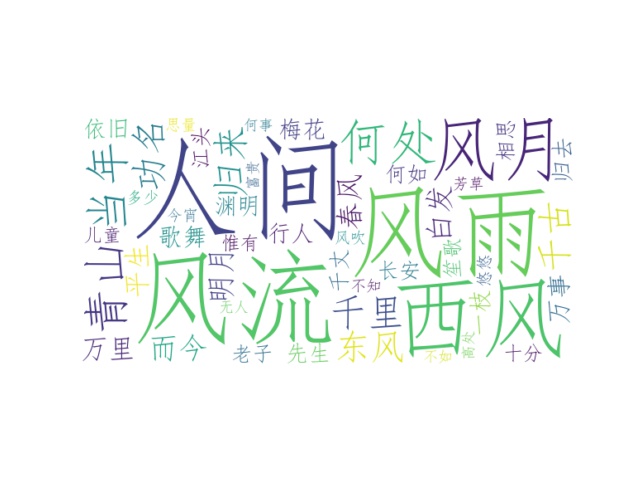 依旧
思量
何事
梅花
何处
风月
相思
归去
当年
功名
江头
归来
人间
多少
富贵
渊明
春风
何如
芳草
白发
今宵
儿童
歌舞
惟有
行人
风吹
风雨
千古
青山
平生
明月
风流
千丈
长安
笙歌
悠悠
不知
无人
千里
西风
一枝
万事
万里
而今
老子
先生
东风
不如
高处
十分